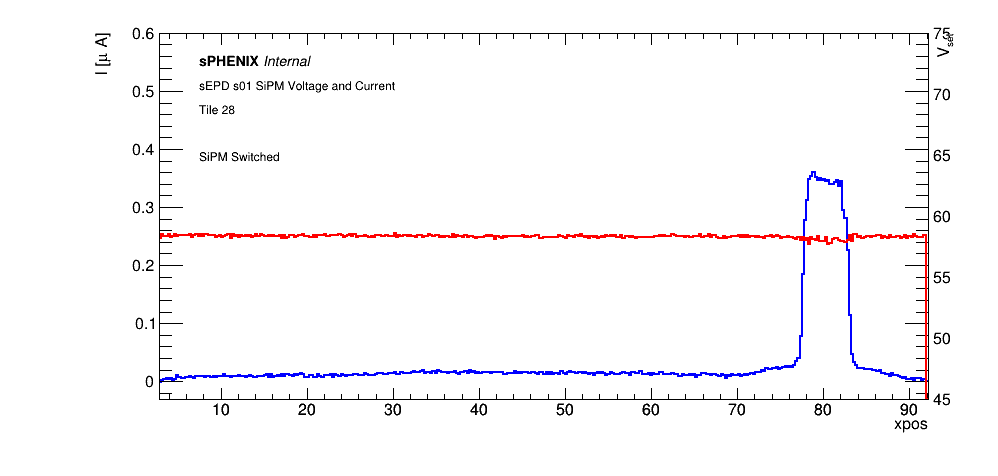 I [μ A]
0.6
0.5
0.4
0.3
0.2
0.1
0
sPHENIX Internal
sEPD s01 SiPM Voltage and Current
Tile 28
SiPM Switched
75
70
65
60
55
50
45
V_set
10 20 30 40 50 60 70 80 90
xpos